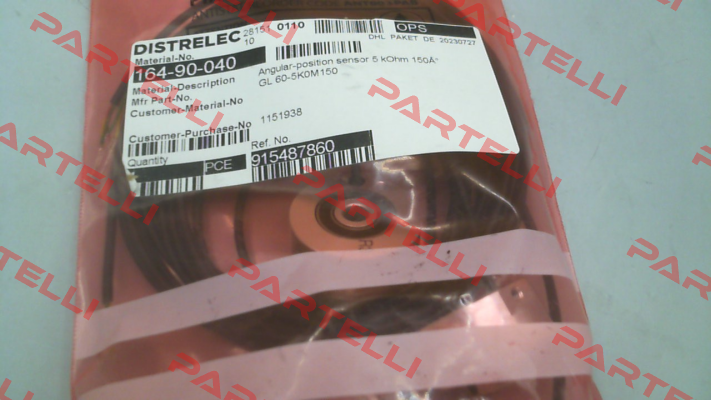 DISTRELEC 28151 0110 OPS
10 DHL PAKET DE 20230727
Material-No.
164-90-040
Angular-position sensor 5 kOhm 150Â°
Material-Description GL 60-5K0M150
Mfr Part-No.
Customer-Material-No
Customer-Purchase-No 1151938
Quantity Ref. No.
PCE 915487860
PARTELLI
PARTELLI
PARTELLI
PARTELLI
PARTELLI
PARTELLI